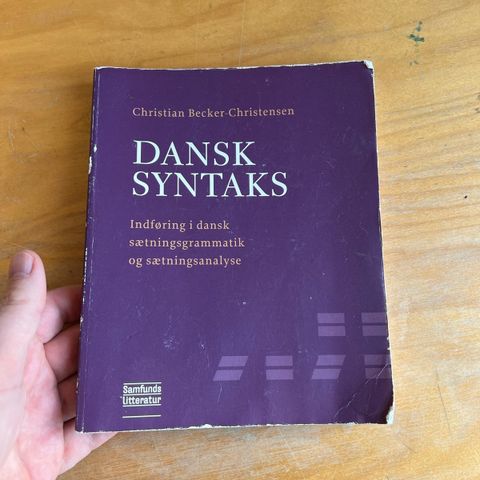 Christian Becker-Christensen
DANSK
SYNTAKS
Indføring i dansk
sætningsgrammatik
og sætningsanalyse
Samfunds
litteratur